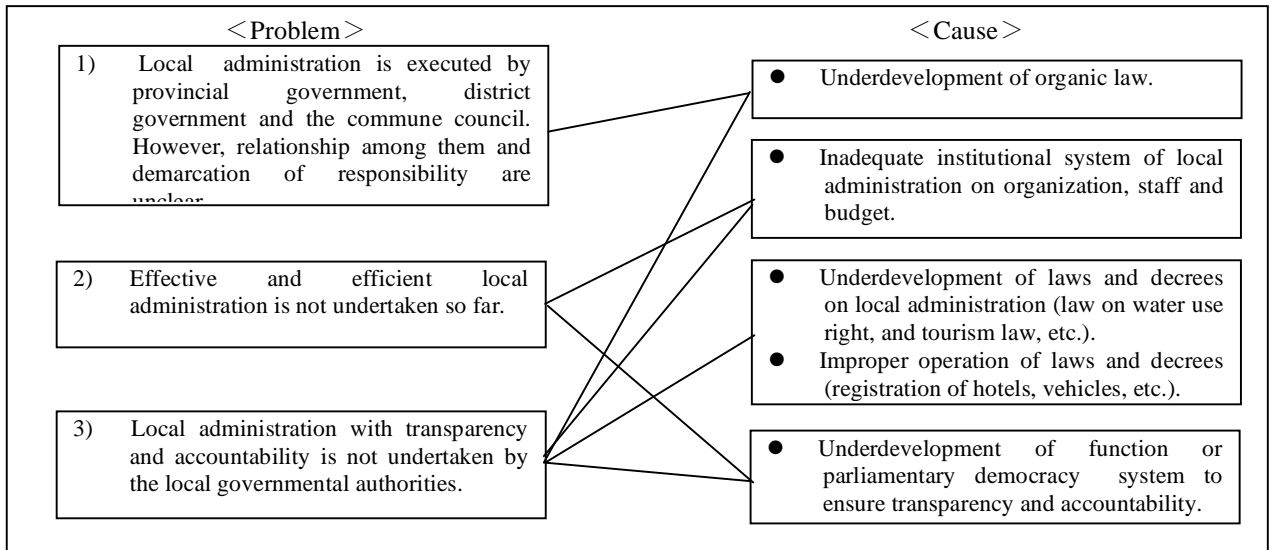 <Problem>
1) Local administration is executed by
provincial government, district
government and the commune council.
However, relationship among them and
demarcation of responsibility are
unclear
2) Effective and efficient local
administration is not undertaken so far.
3) Local administration with transparency
and accountability is not undertaken by
the local governmental authorities.
<Cause>
● Underdevelopment of organic law.
● Inadequate institutional system of local
administration on organization, staff and
budget.
● Underdevelopment of laws and decrees
on local administration (law on water use
right, and tourism law, etc.).
● Improper operation of laws and decrees
(registration of hotels, vehicles, etc.).
● Underdevelopment of function or
parliamentary democracy system to
ensure transparency and accountability.